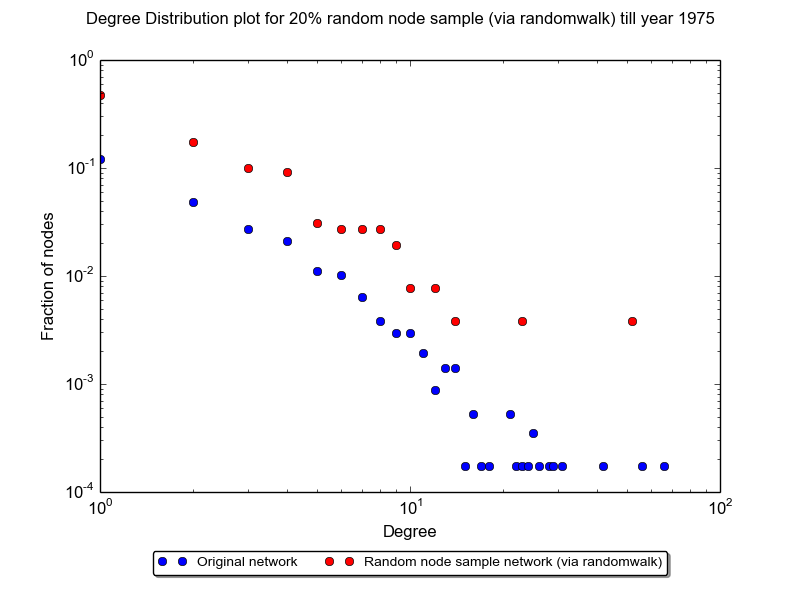 Degree Distribution plot for 20% random node sample (via randomwalk) till year 1975
10^0
10^-1
10^-2
10^-3
10^-4
Fraction of nodes
10^0 10^1 10^2
Degree
Original network Random node sample network (via randomwalk)